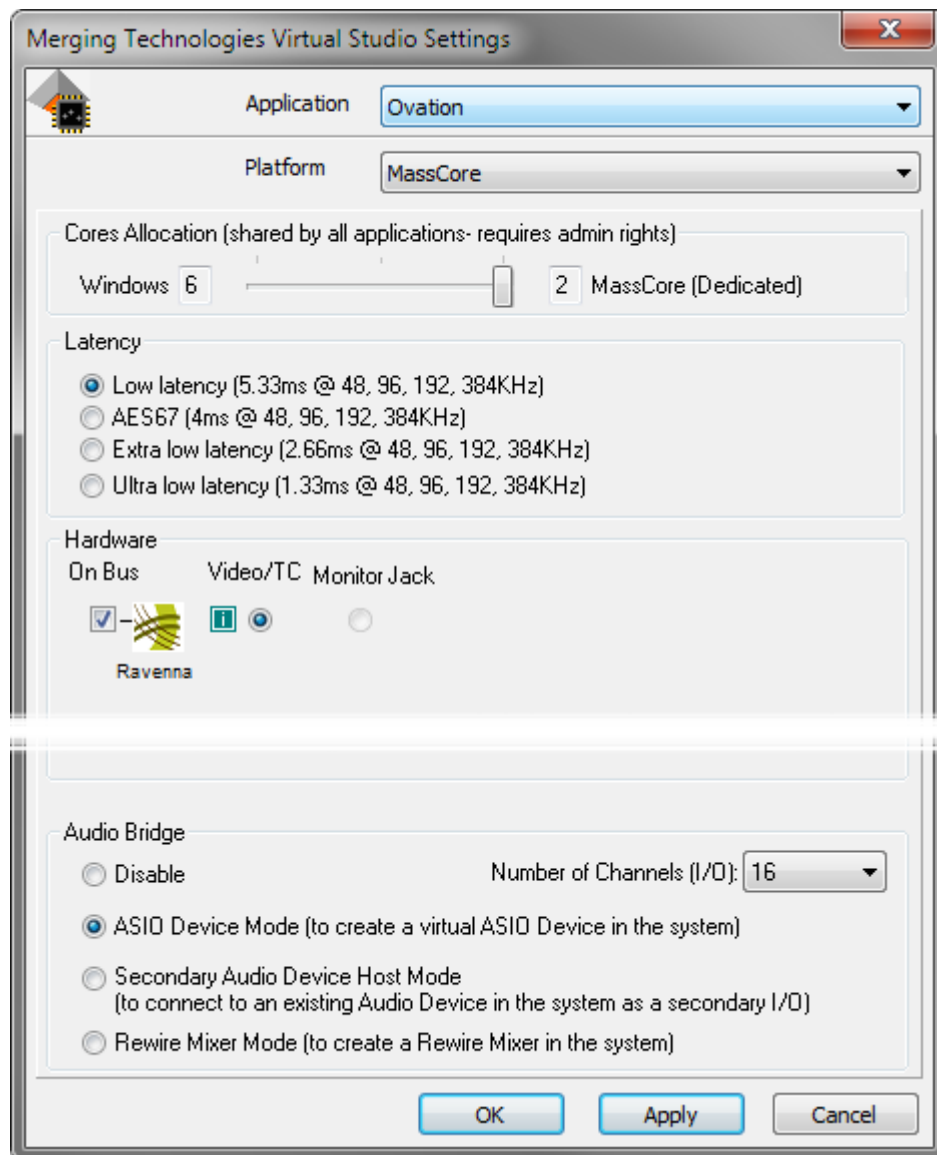 Merging Technologies Virtual Studio Settings
Application Ovation
Platform MassCore
Cores Allocation (shared by all applications- requires admin rights)
Windows 6 2 MassCore (Dedicated)
Latency
Low latency (5.33ms @ 48, 96, 192, 384KHz)
AES67 (4ms @ 48, 96, 192, 384KHz)
Extra low latency (2.66ms @ 48, 96, 192, 384KHz)
Ultra low latency (1.33ms @ 48, 96, 192, 384KHz)
Hardware
On Bus Video/TC Monitor Jack
i
Ravenna
Audio Bridge
Disable Number of Channels (I/O): 16
ASIO Device Mode (to create a virtual ASIO Device in the system)
Secondary Audio Device Host Mode
(to connect to an existing Audio Device in the system as a secondary I/O)
Rewire Mixer Mode (to create a Rewire Mixer in the system)
OK Apply Cancel